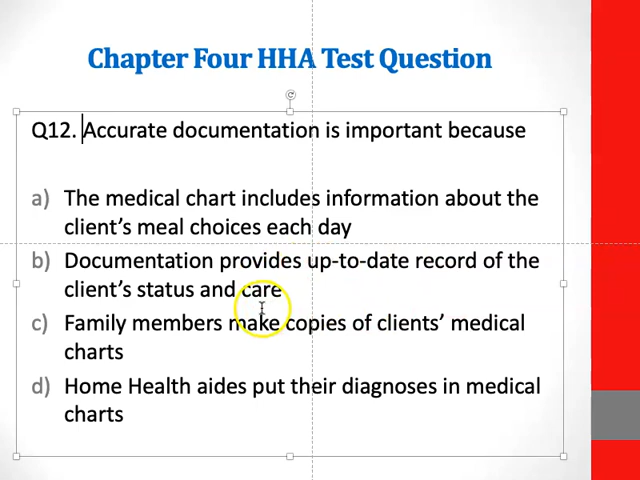 Chapter Four HHA Test Question
Q12. Accurate documentation is important because
a) The medical chart includes information about the
client's meal choices each day
b) Documentation provides up-to-date record of the
client's status and care
c) Family members make copies of clients' medical
charts
d) Home Health aides put their diagnoses in medical
charts